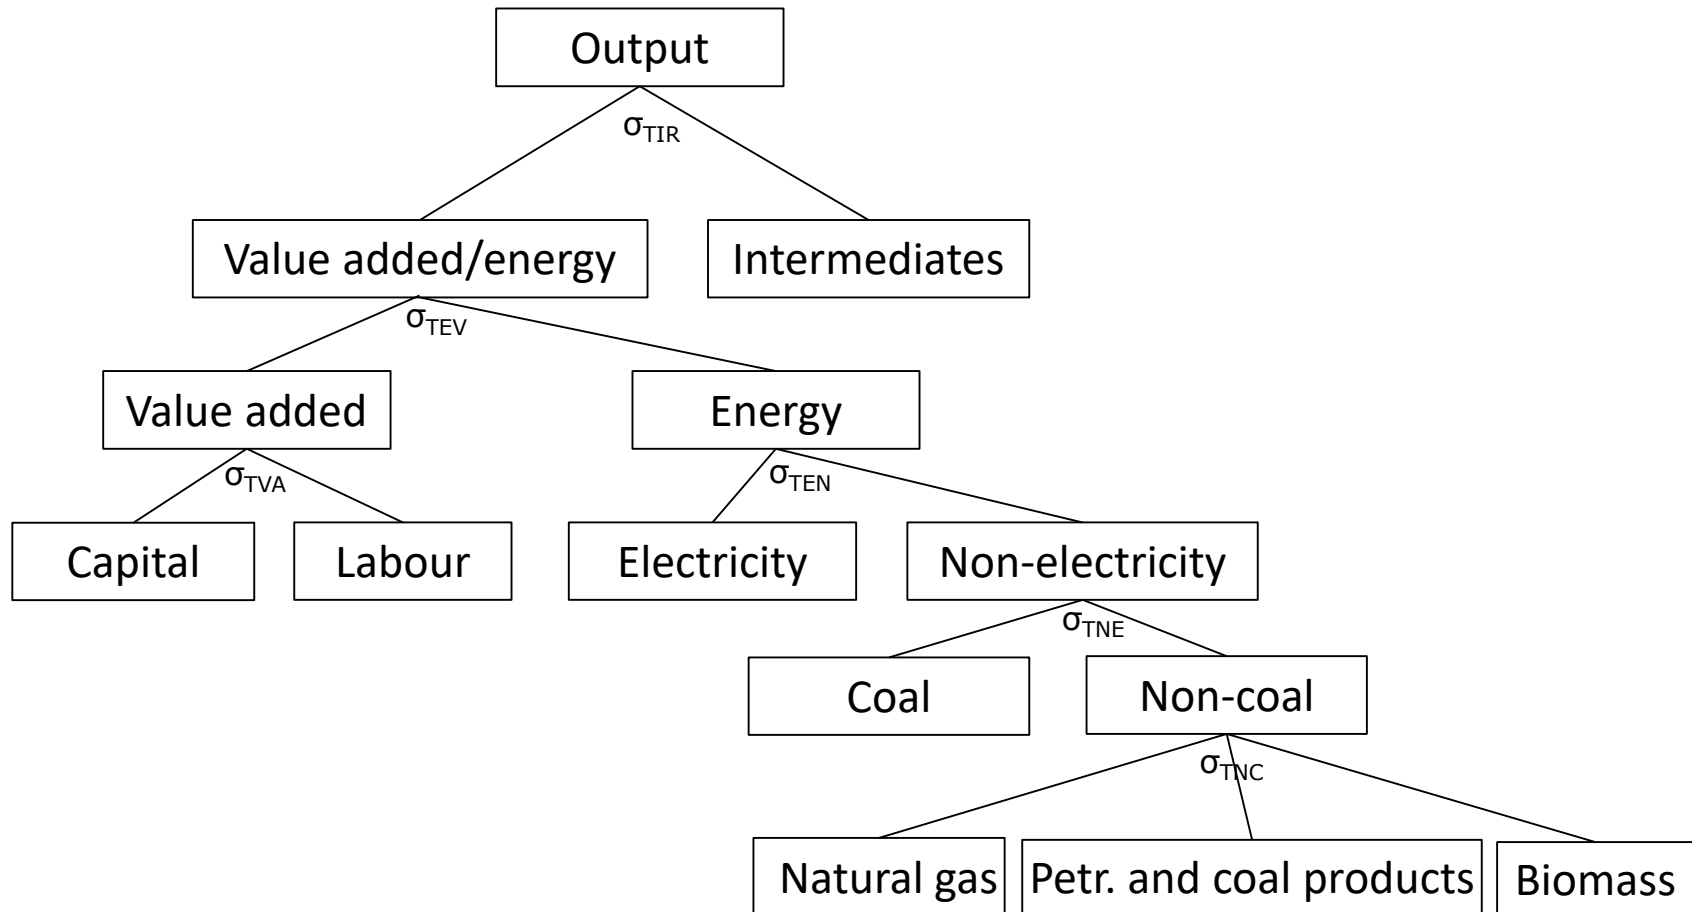 Output
σTIR
Value added/energy
Intermediates
σTEV
Value added
Energy
σTVA
σTEN
Capital
Labour
Electricity
Non-electricity
σTNE
Coal
Non-coal
σTNC
Natural gas
Petr. and coal products
Biomass